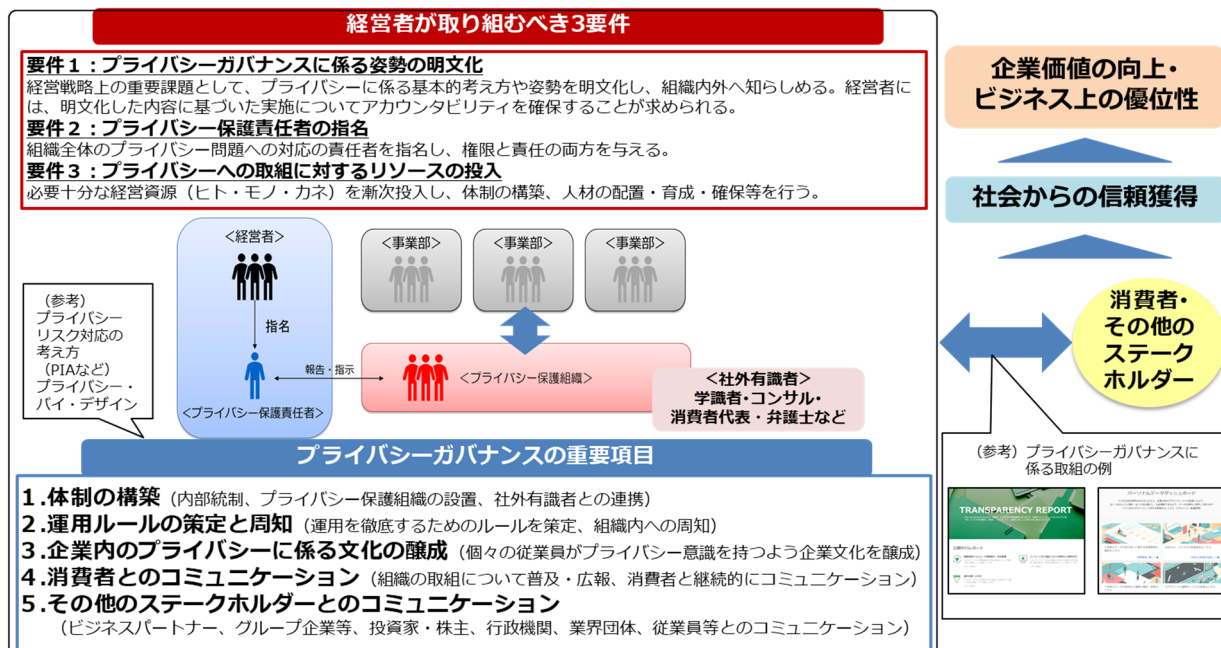 経営者が取り組むべき3要件
要件１：プライバシーガバナンスに係る姿勢の明文化
経営戦略上の重要課題として、プライバシーに係る基本的考え方や姿勢を明文化し、組織内外へ知らしめる。経営者に
は、明文化した内容に基づいた実施についてアカウンタビリティを確保することが求められる。
要件２：プライバシー保護責任者の指名
組織全体のプライバシー問題への対応の責任者を指名し、権限と責任の両方を与える。
要件３：プライバシーへの取組に対するリソースの投入
必要十分な経営資源（ヒト・モノ・カネ）を漸次投入し、体制の構築、人材の配置・育成・確保等を行う。
＜経営者＞
指名
＜プライバシー保護責任者＞
＜事業部＞
＜事業部＞
＜事業部＞
報告・指示
＜プライバシー保護組織＞
＜社外有識者＞
学識者・コンサル・
消費者代表・弁護士など
（参考）
プライバシー
リスク対応の
考え方
（PIAなど）
プライバシー・
バイ・デザイン
プライバシーガバナンスの重要項目
1.体制の構築（内部統制、プライバシー保護組織の設置、社外有識者との連携）
2.運用ルールの策定と周知（運用を徹底するためのルールを策定、組織内への周知）
3.企業内のプライバシーに係る文化の醸成（個々の従業員がプライバシー意識を持つよう企業文化を醸成）
4.消費者とのコミュニケーション（組織の取組について普及・広報、消費者と継続的にコミュニケーション）
5.その他のステークホルダーとのコミュニケーション
（ビジネスパートナー、グループ企業等、投資家・株主、行政機関、業界団体、従業員等とのコミュニケーション）
企業価値の向上・
ビジネス上の優位性
社会からの信頼獲得
消費者・
その他の
ステーク
ホルダー
（参考）プライバシーガバナンスに
係る取組の例
TRANSPARENCY REPORT
パーソナルデータダッシュボード